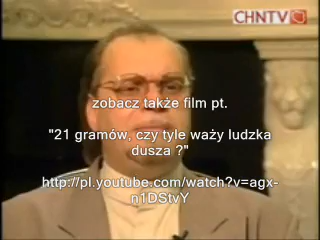 CHNTV
zobacz także film pt.
"21 gramów, czy tyle waży ludzka
dusza ?"
http://pl.youtube.com/watch?v=agx-
n1DStvY